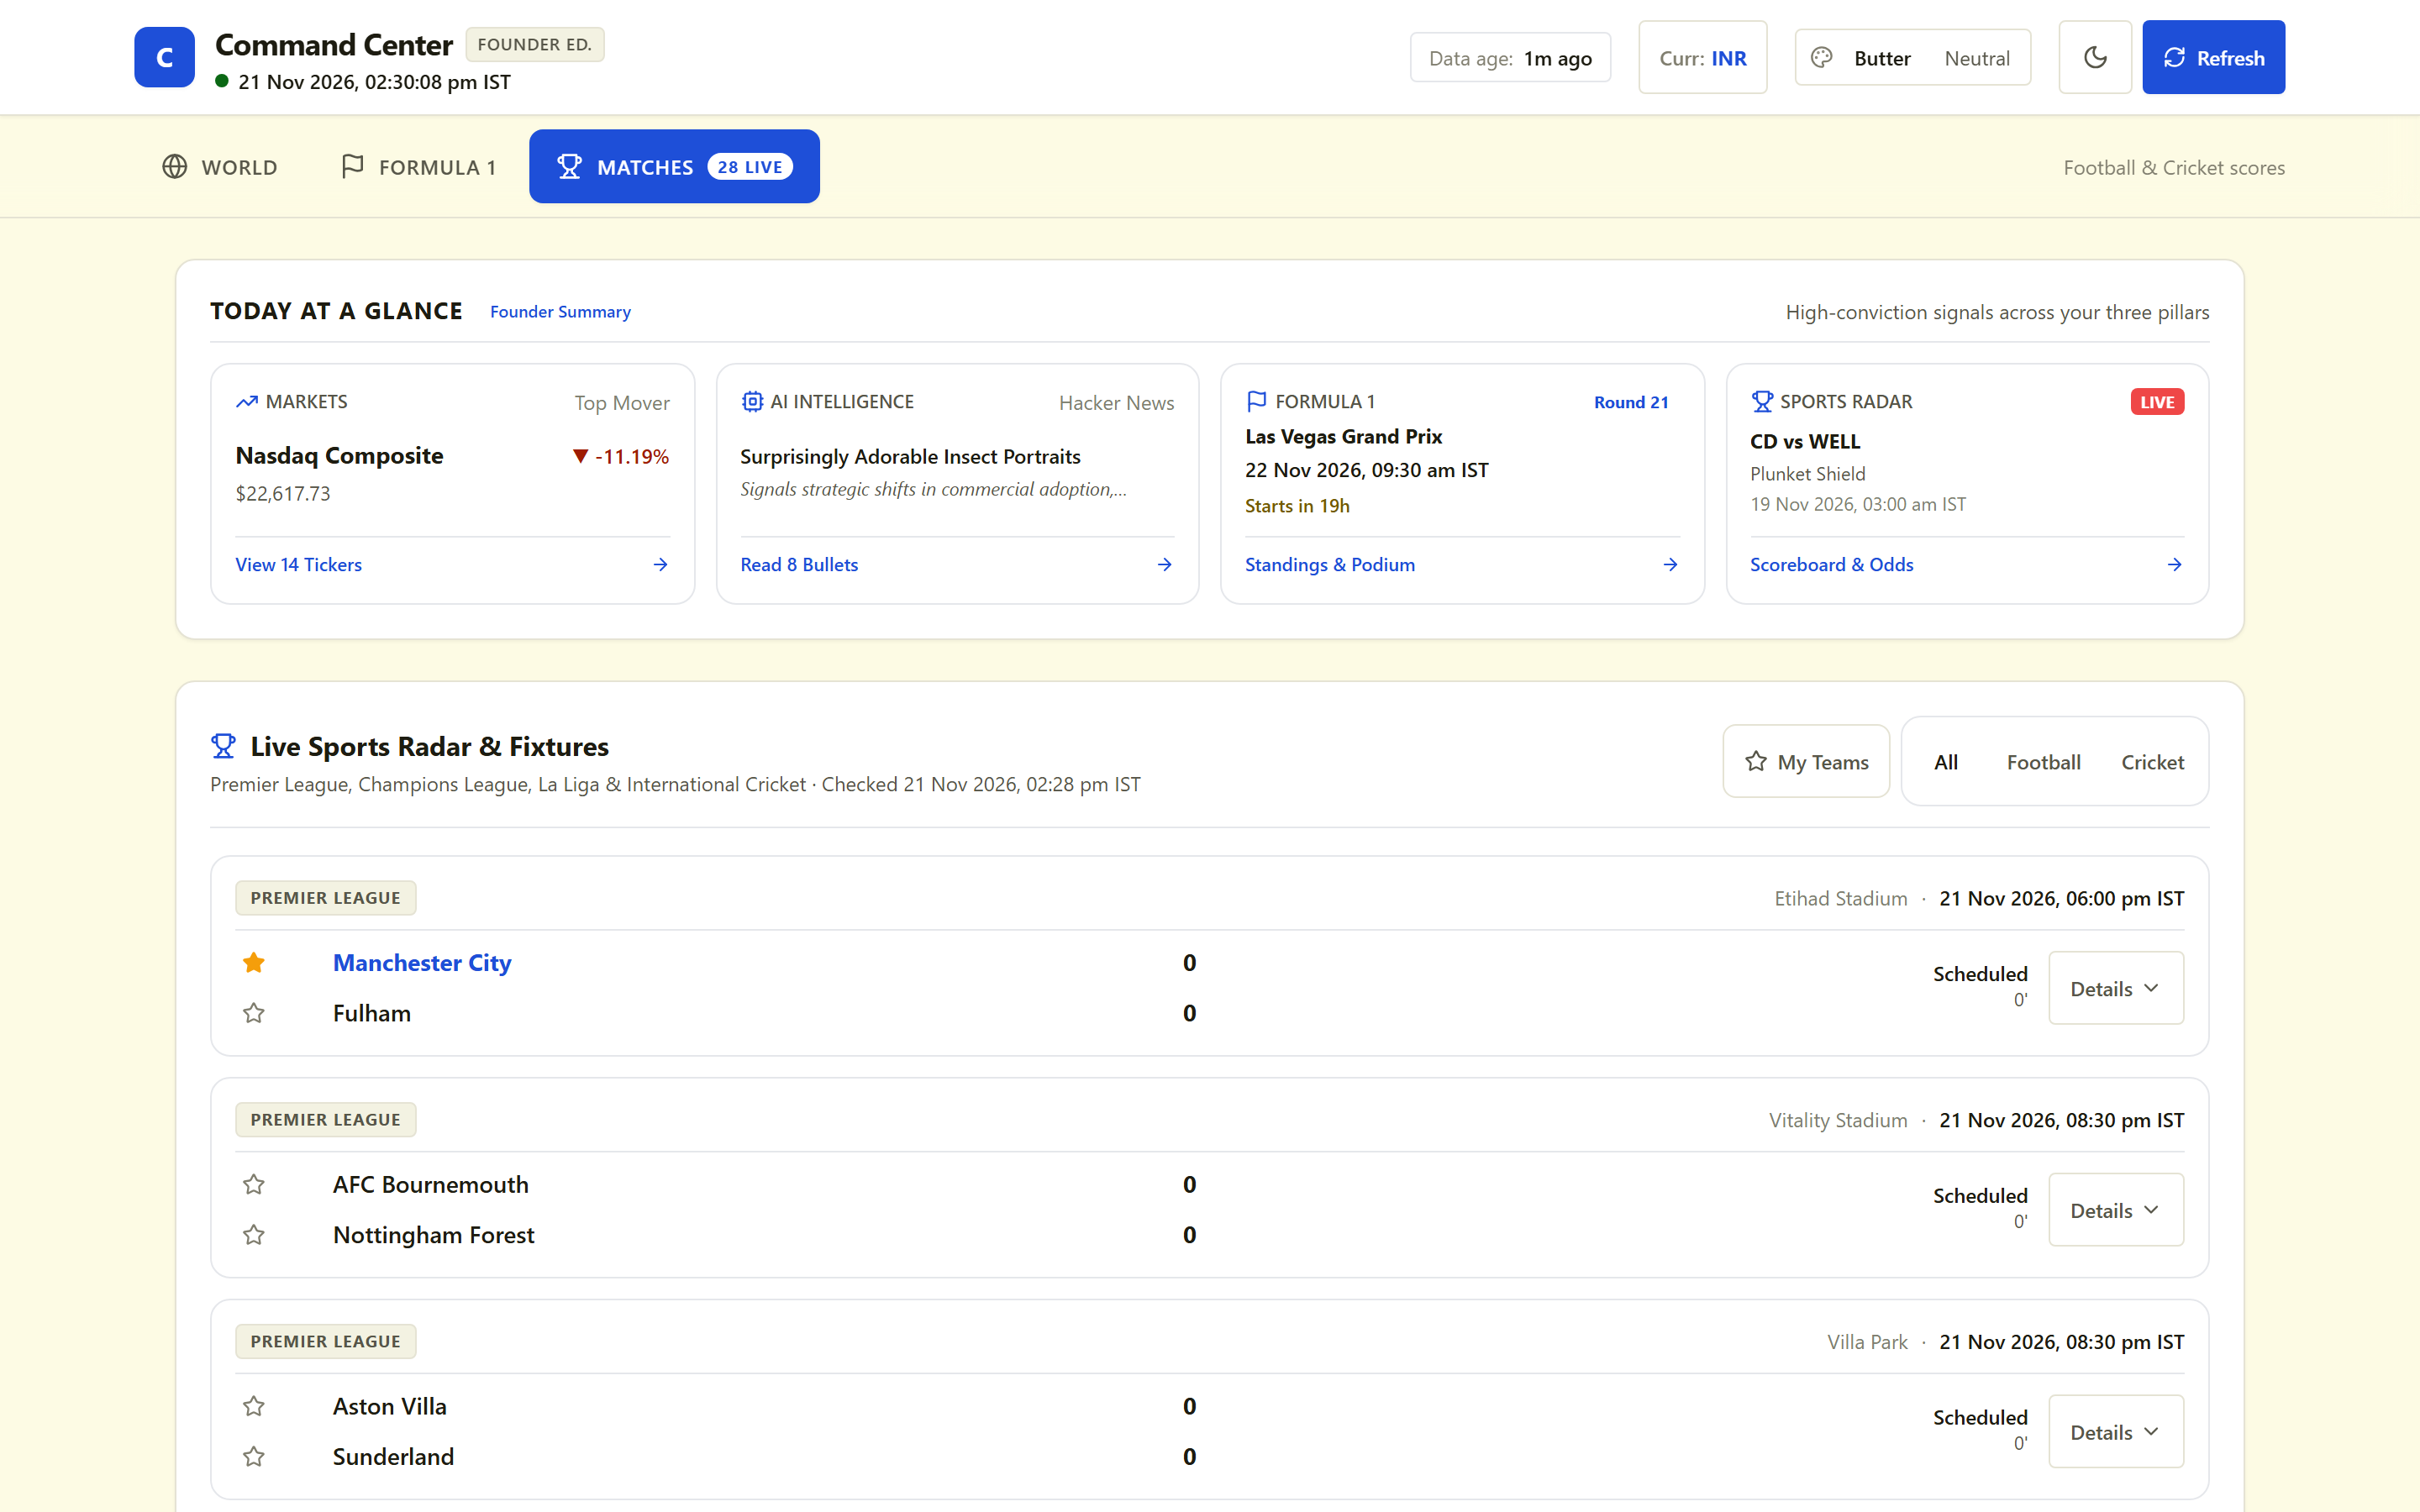 C
Command Center FOUNDER ED.
21 Nov 2026, 02:30:08 pm IST
Data age: 1m ago
Curr: INR
Butter Neutral
Refresh
WORLD
FORMULA 1
MATCHES 28 LIVE
Football & Cricket scores
TODAY AT A GLANCE Founder Summary
High-conviction signals across your three pillars
MARKETS Top Mover
Nasdaq Composite ▼ -11.19%
$22,617.73
View 14 Tickers →
AI INTELLIGENCE Hacker News
Surprisingly Adorable Insect Portraits
Signals strategic shifts in commercial adoption,...
Read 8 Bullets →
FORMULA 1 Round 21
Las Vegas Grand Prix
22 Nov 2026, 09:30 am IST
Starts in 19h
Standings & Podium →
SPORTS RADAR LIVE
CD vs WELL
Plunket Shield
19 Nov 2026, 03:00 am IST
Scoreboard & Odds →
Live Sports Radar & Fixtures
Premier League, Champions League, La Liga & International Cricket · Checked 21 Nov 2026, 02:28 pm IST
My Teams
All Football Cricket
PREMIER LEAGUE
Etihad Stadium · 21 Nov 2026, 06:00 pm IST
Manchester City 0
Fulham 0
Scheduled
0'
Details
PREMIER LEAGUE
Vitality Stadium · 21 Nov 2026, 08:30 pm IST
AFC Bournemouth 0
Nottingham Forest 0
Scheduled
0'
Details
PREMIER LEAGUE
Villa Park · 21 Nov 2026, 08:30 pm IST
Aston Villa 0
Sunderland 0
Scheduled
0'
Details